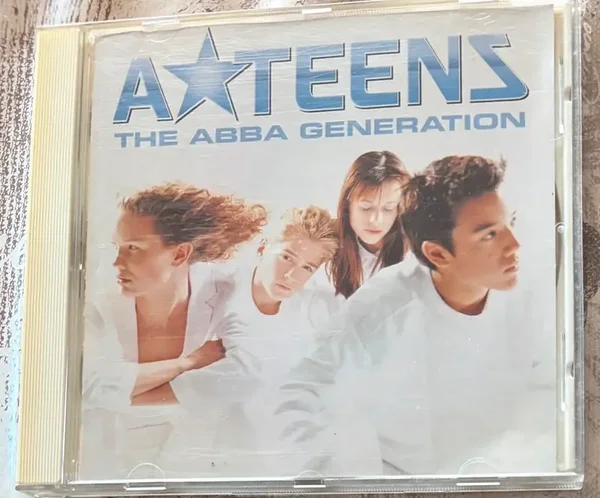 A★TEENS
THE ABBA GENERATION